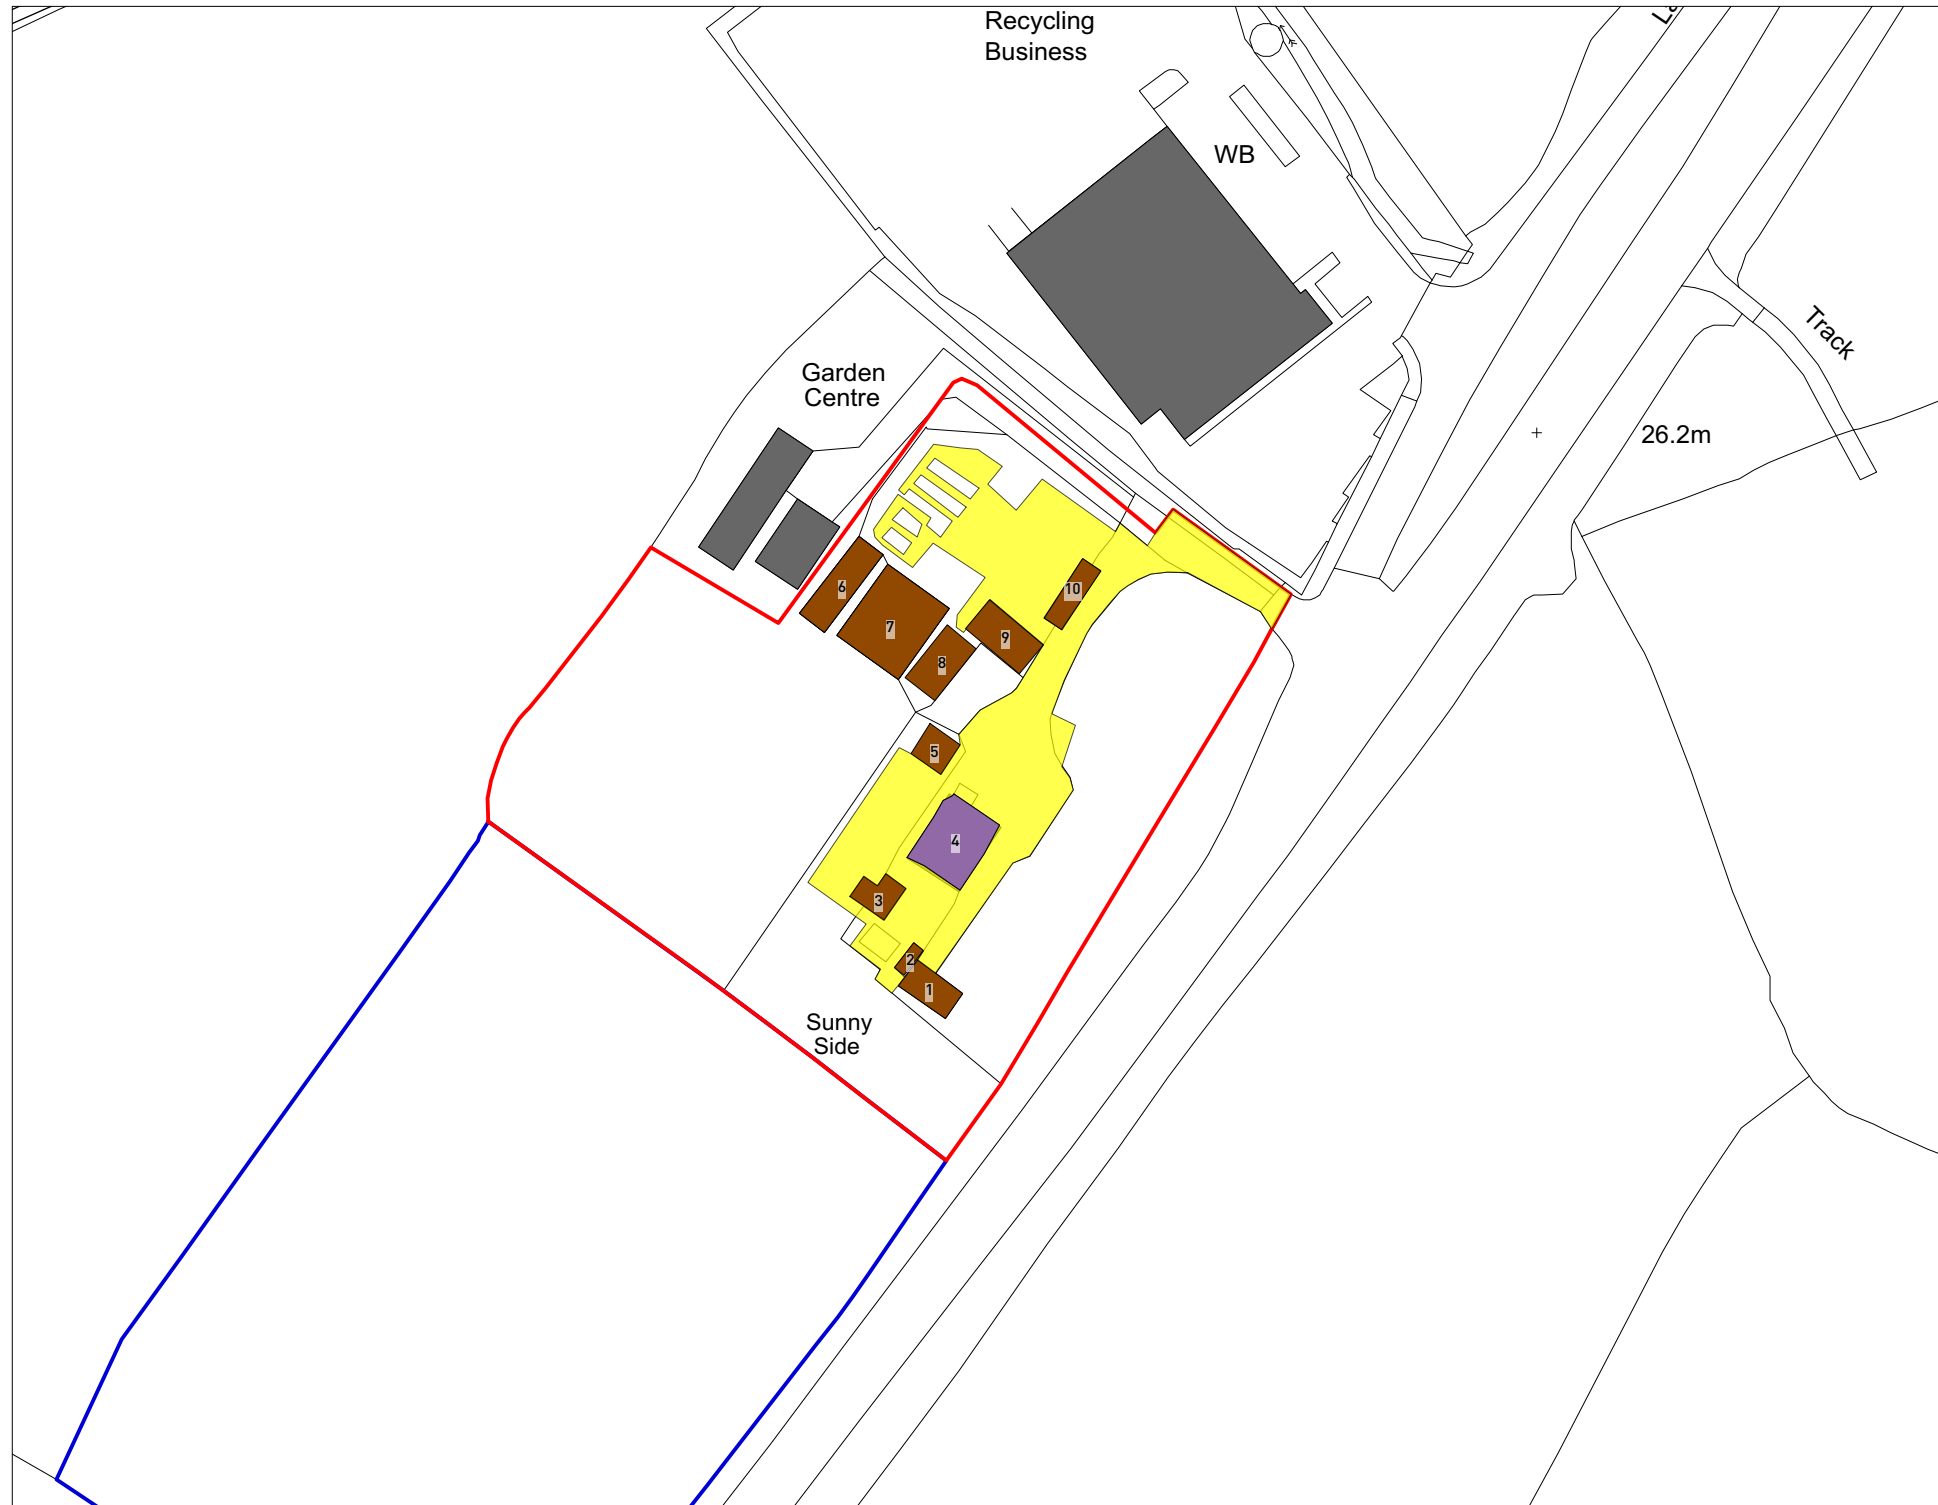 Recycling
Business
WB
Track
Garden
Centre
26.2m
6
10
7
9
8
5
4
3
2
1
Sunny
Side